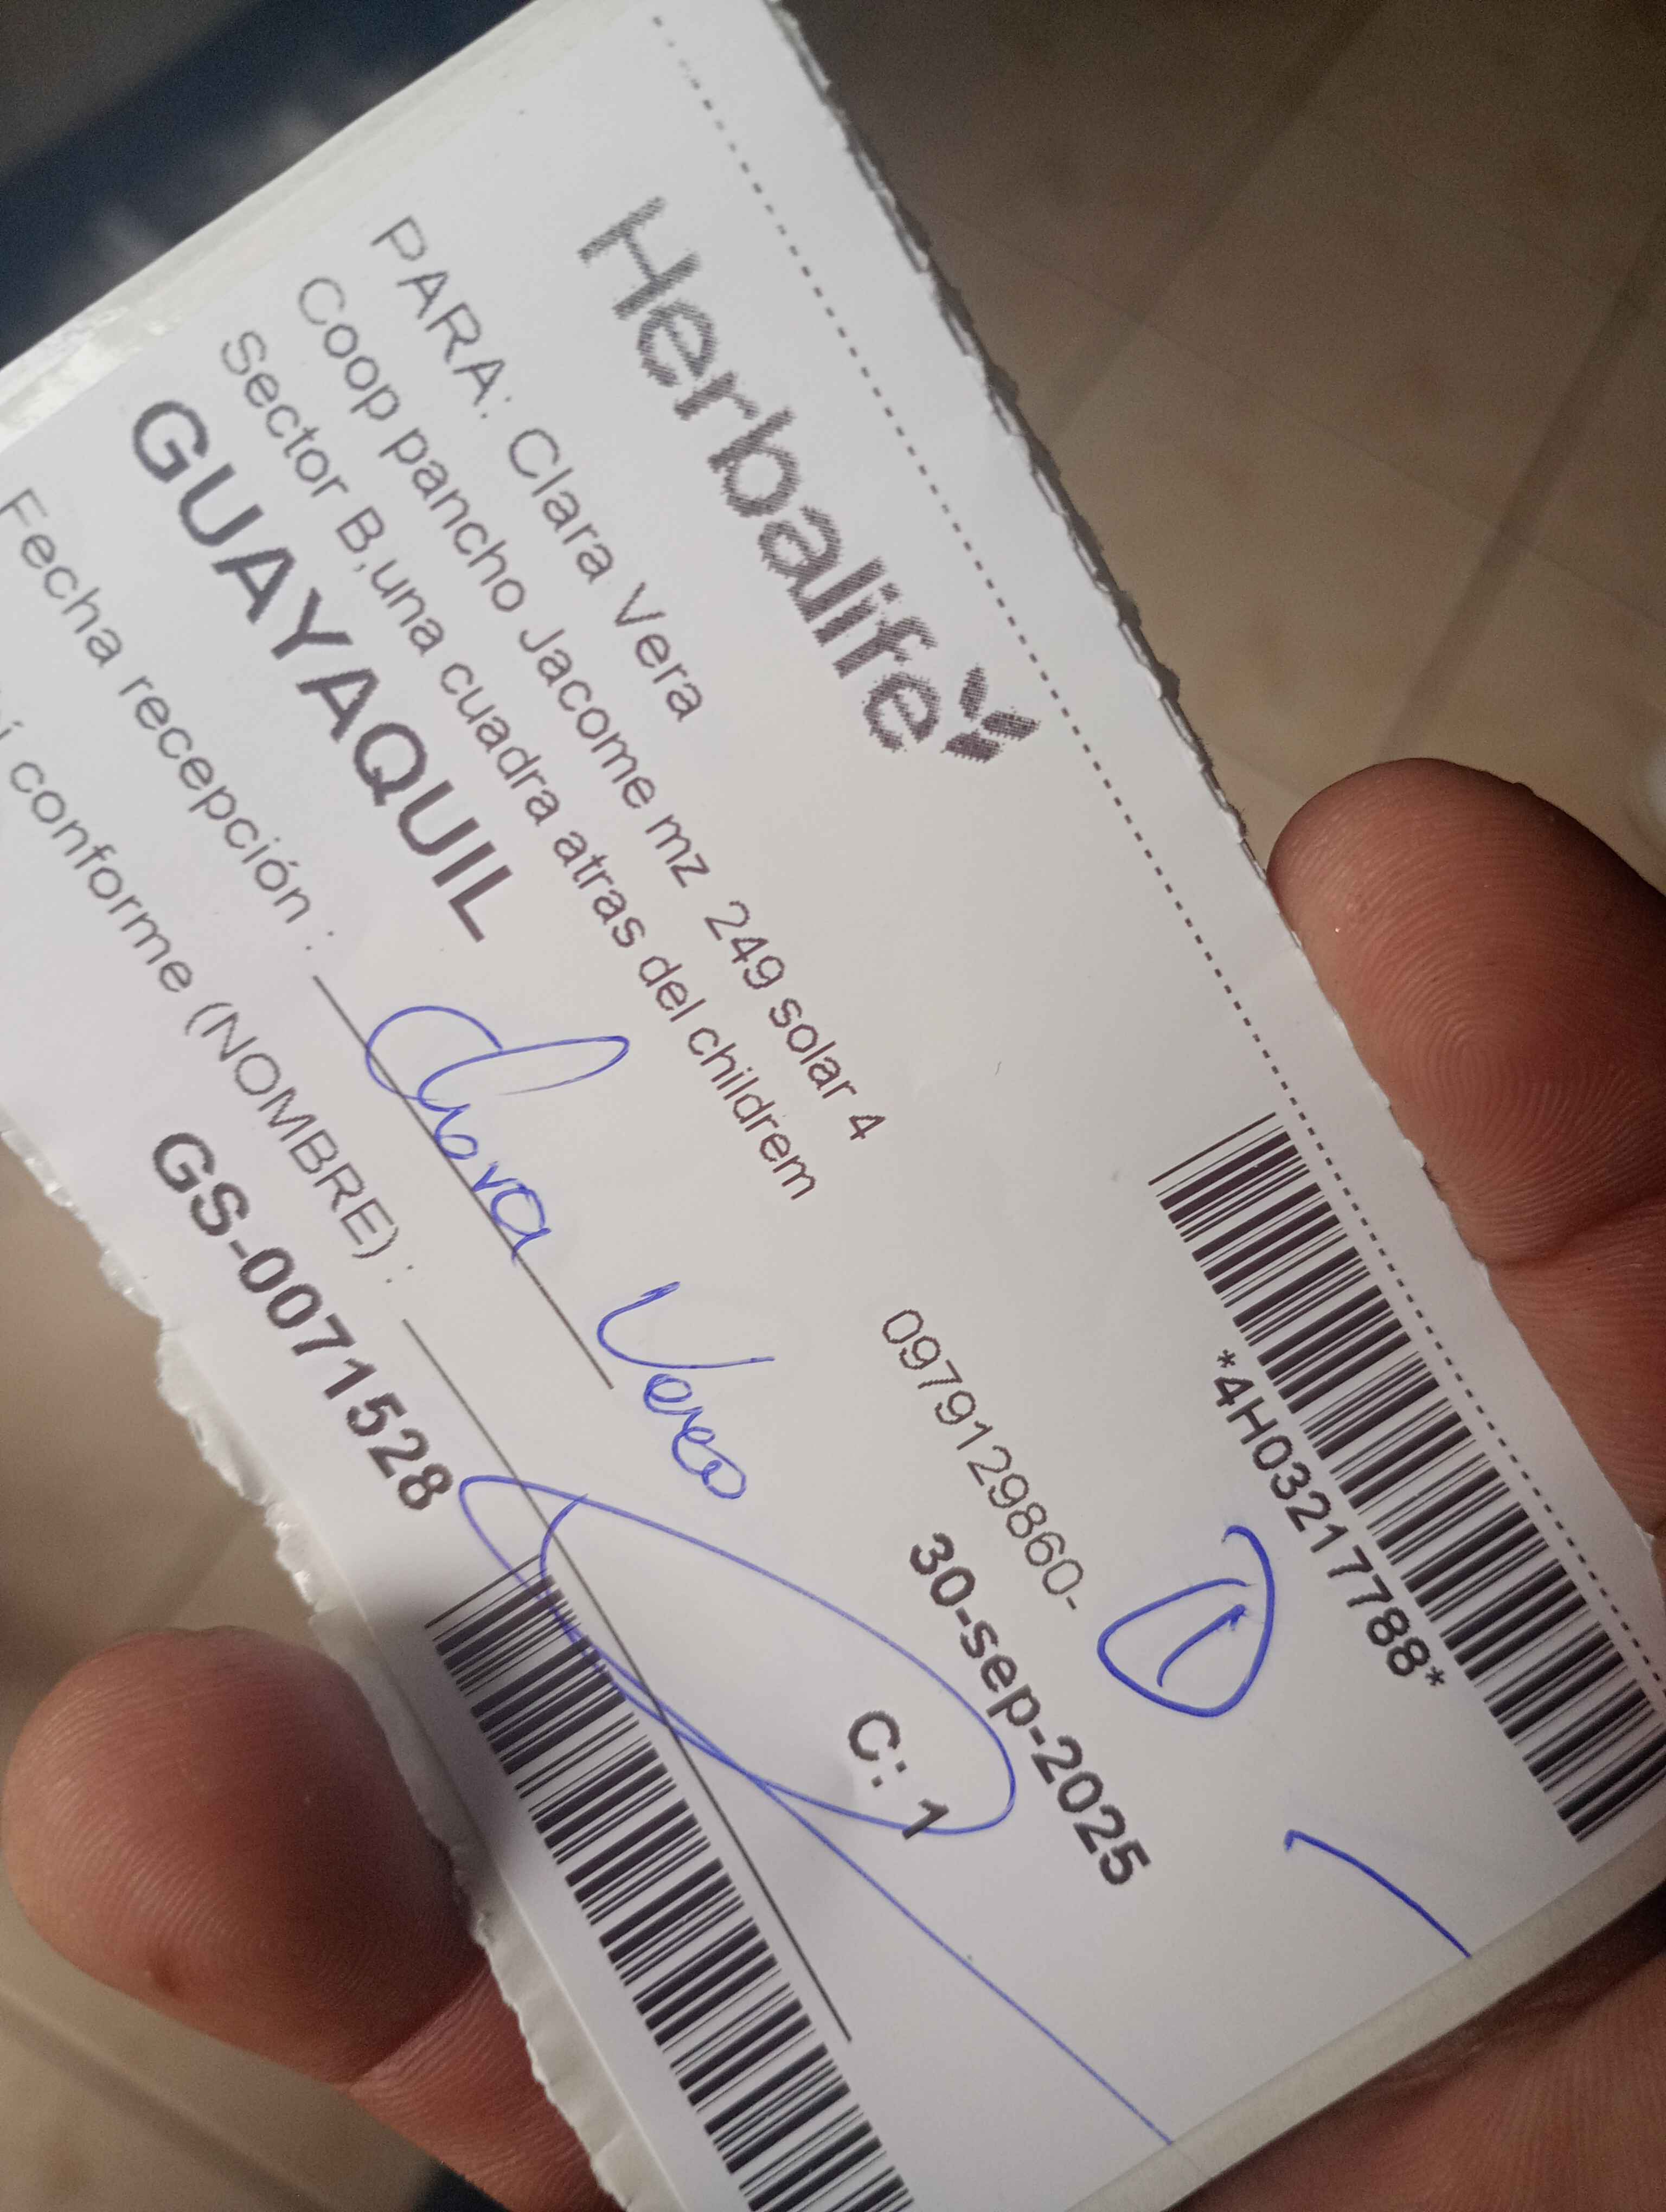 Herbalife
*4H03217788*
PARA: Clara Vera
Coop pancho Jacome mz 249 solar 4
0979129860-
1
Sector B,una cuadra atras del childrem
30-sep-2025
GUAYAQUIL
C: 1
Fecha recepción :
Clara Vera
í conforme (NOMBRE) :
GS-0071528